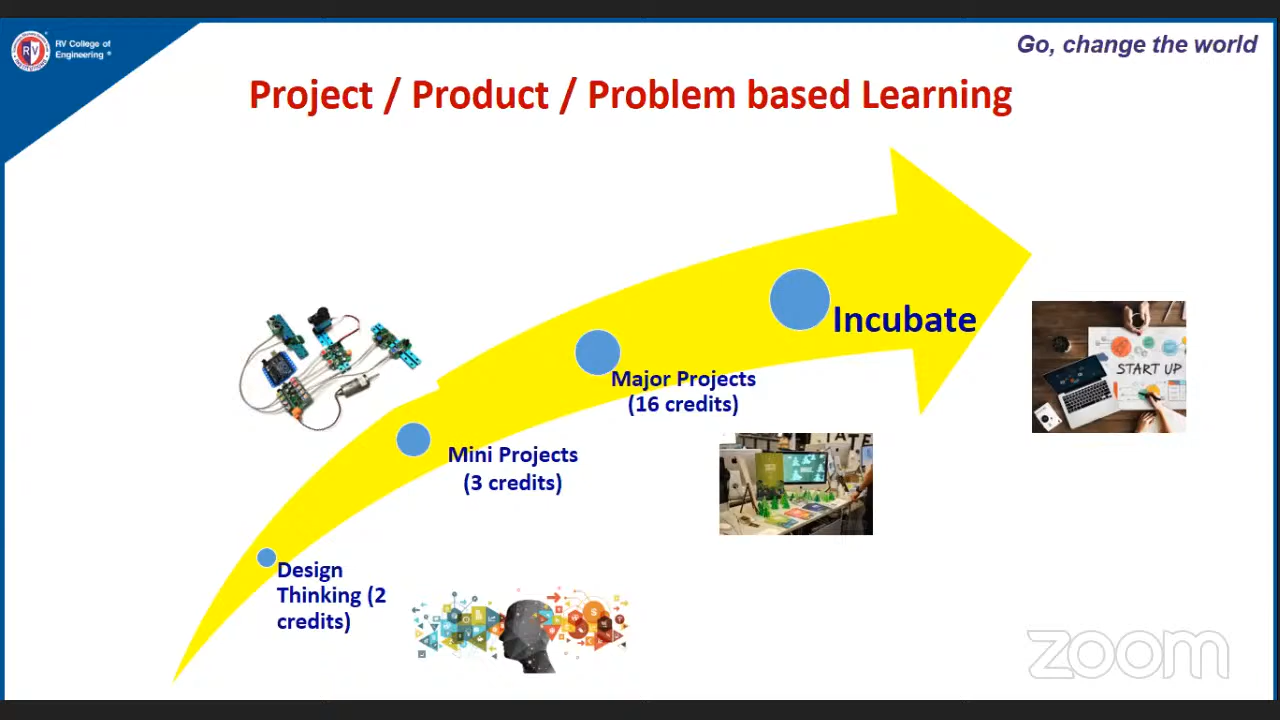 RV College of
Engineering
Go, change the world
Project / Product / Problem based Learning
Incubate
START UP
Major Projects
(16 credits)
Mini Projects
(3 credits)
Design
Thinking (2
credits)
zoom